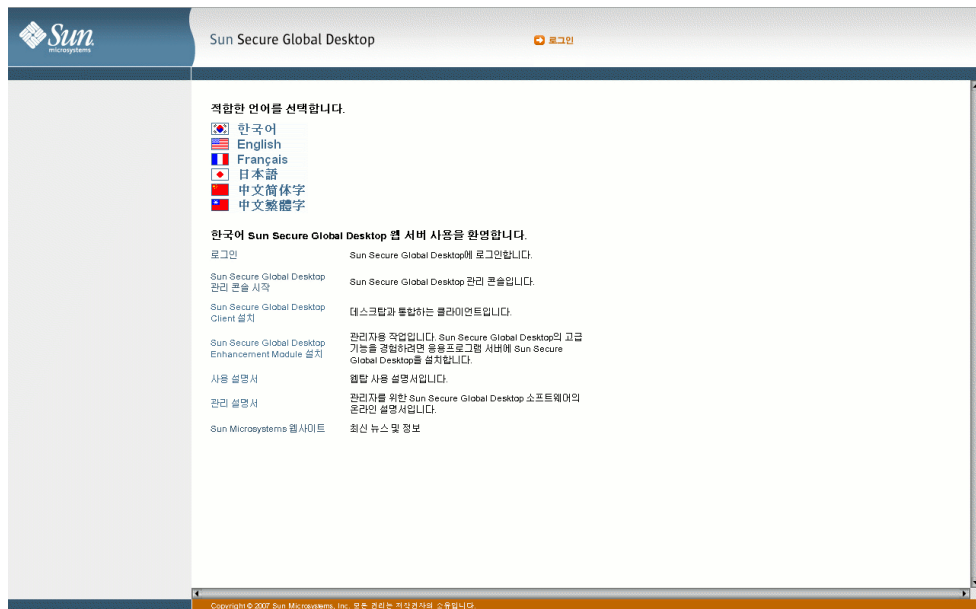 Sun
microsystems
Sun Secure Global Desktop
로그인
적합한 언어를 선택합니다.
한국어
English
Français
日本語
中文简体字
中文繁體字
한국어 Sun Secure Global Desktop 웹 서버 사용을 환영합니다.
로그인
Sun Secure Global Desktop에 로그인합니다.
Sun Secure Global Desktop
관리 콘솔 시작
Sun Secure Global Desktop 관리 콘솔입니다.
Sun Secure Global Desktop
Client 설치
데스크탑과 통합하는 클라이언트입니다.
Sun Secure Global Desktop
Enhancement Module 설치
관리자용 작업입니다. Sun Secure Global Desktop의 고급
기능을 경험하려면 응용프로그램 서버에 Sun Secure
Global Desktop를 설치합니다.
사용 설명서
웹탑 사용 설명서입니다.
관리 설명서
관리자를 위한 Sun Secure Global Desktop 소프트웨어의
온라인 설명서입니다.
Sun Microsystems 웹사이트
최신 뉴스 및 정보
Copyright © 2007 Sun Microsystems, Inc. 모든 권리는 저작권자의 소유입니다.